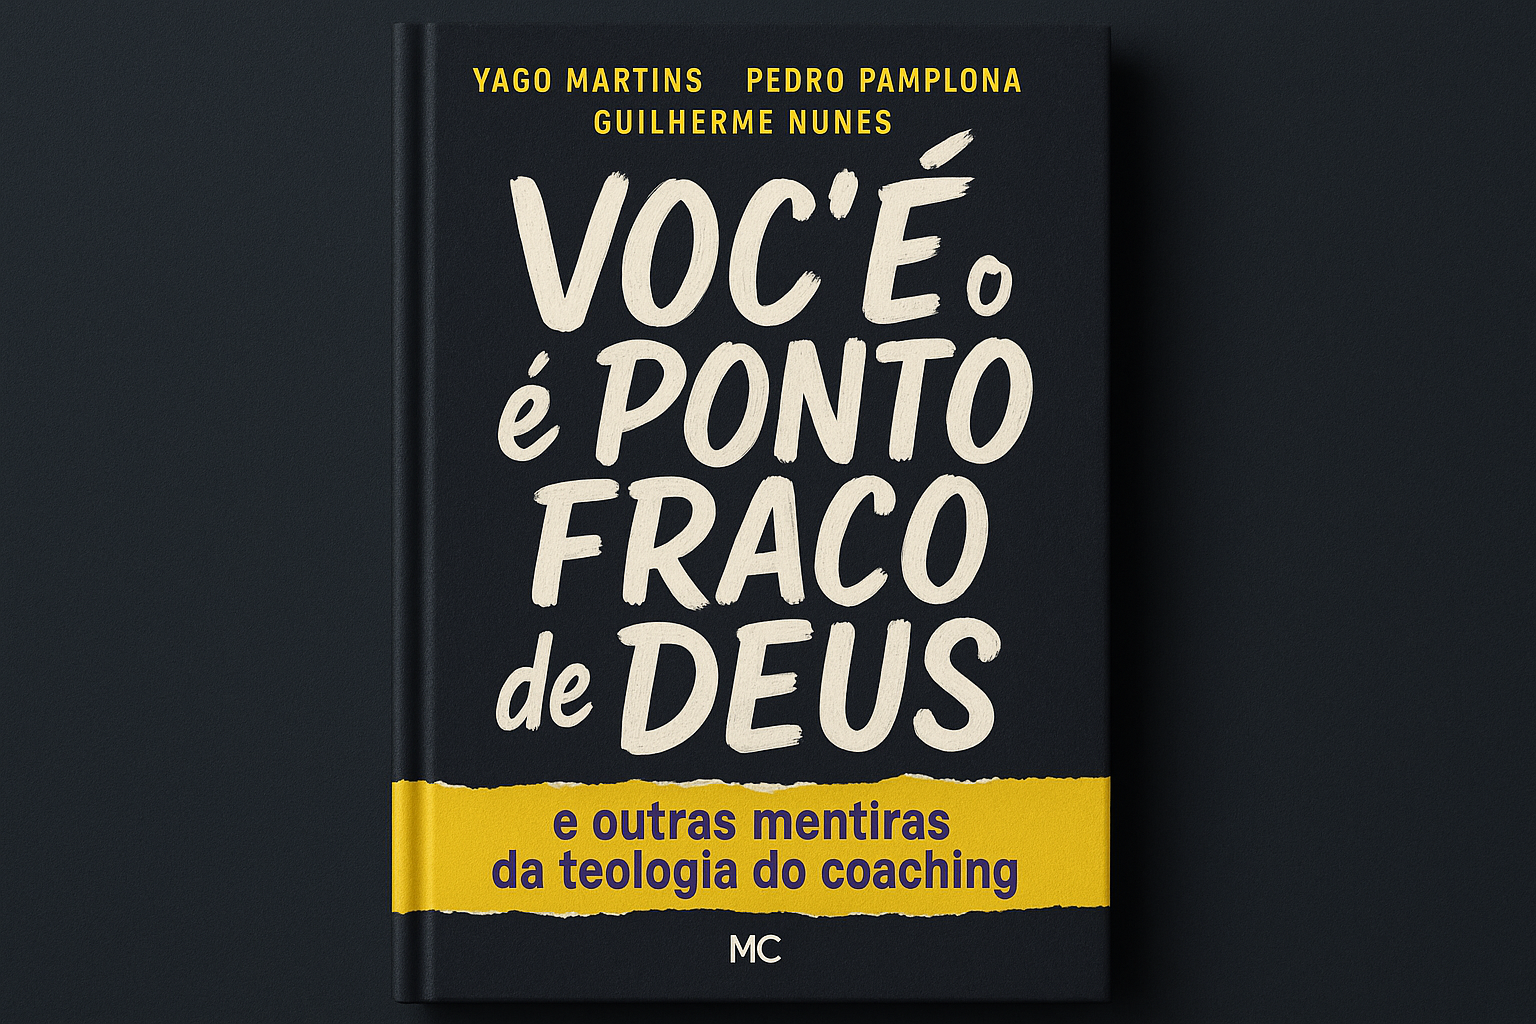 YAGO MARTINS PEDRO PAMPLONA
GUILHERME NUNES
VOC'É o
é PONTO
FRACO
de DEUS
e outras mentiras
da teologia do coaching
MC